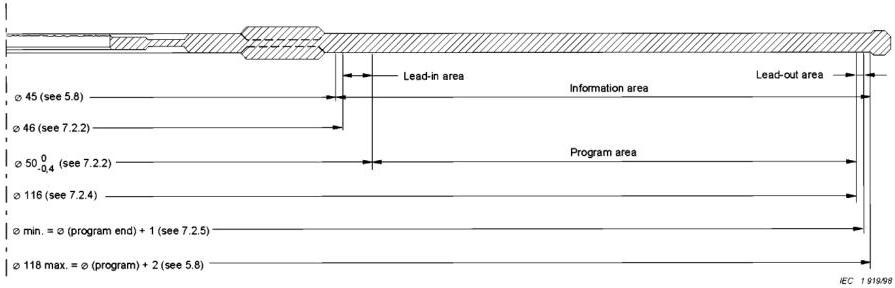 Lead-in area
Lead-out area
Information area
⌀ 45 (see 5.8)
⌀ 46 (see 7.2.2)
⌀ 50 0 -0,4 (see 7.2.2)
Program area
⌀ 116 (see 7.2.4)
⌀ min. = ⌀ (program end) + 1 (see 7.2.5)
⌀ 118 max. = ⌀ (program) + 2 (see 5.8)
IEC 1 919/98